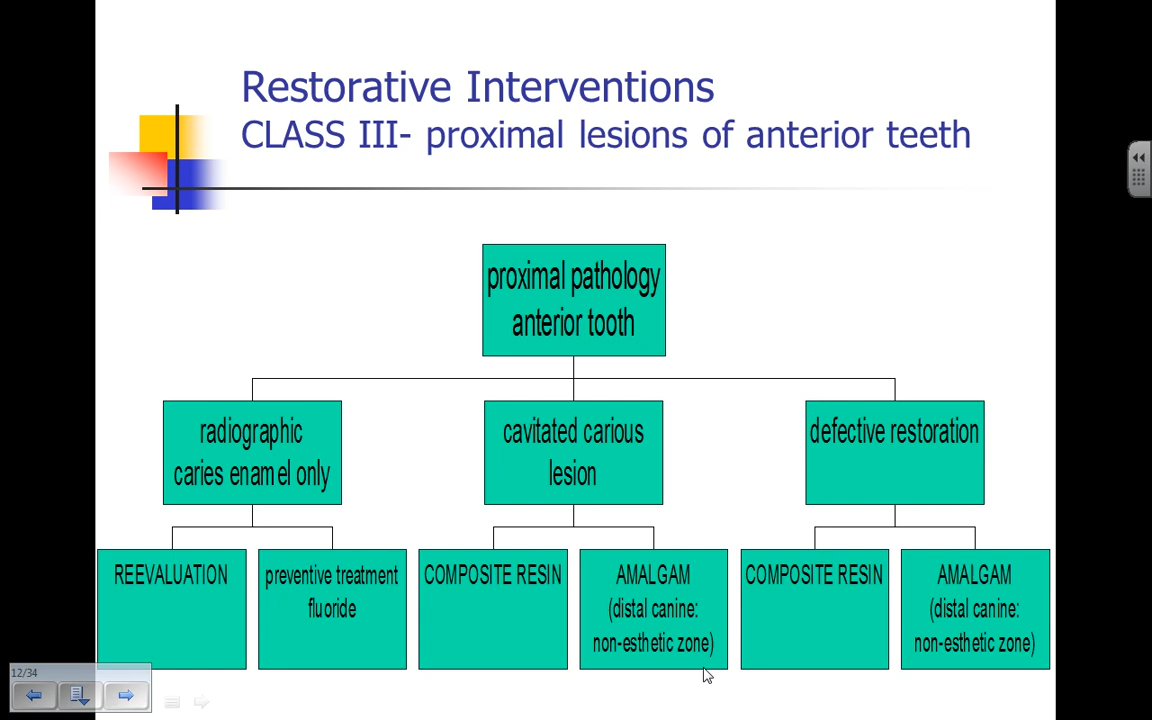 Restorative Interventions
CLASS III- proximal lesions of anterior teeth
proximal pathology
anterior tooth
radiographic
caries enamel only
cavitated carious
lesion
defective restoration
REEVALUATION
preventive treatment
fluoride
COMPOSITE RESIN
AMALGAM
(distal canine:
non-esthetic zone)
COMPOSITE RESIN
AMALGAM
(distal canine:
non-esthetic zone)
12/34